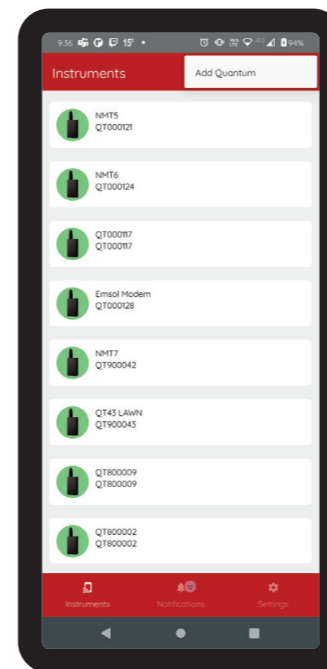 9:36 15° 94%
Instruments
Add Quantum
NMT5
QT000121
NMT6
QT000124
QT000117
QT000117
Emsol Modem
QT000128
NMT7
QT900042
QT43 LAWN
QT900043
QT800009
QT800009
QT800002
QT800002
Instruments Notifications Settings